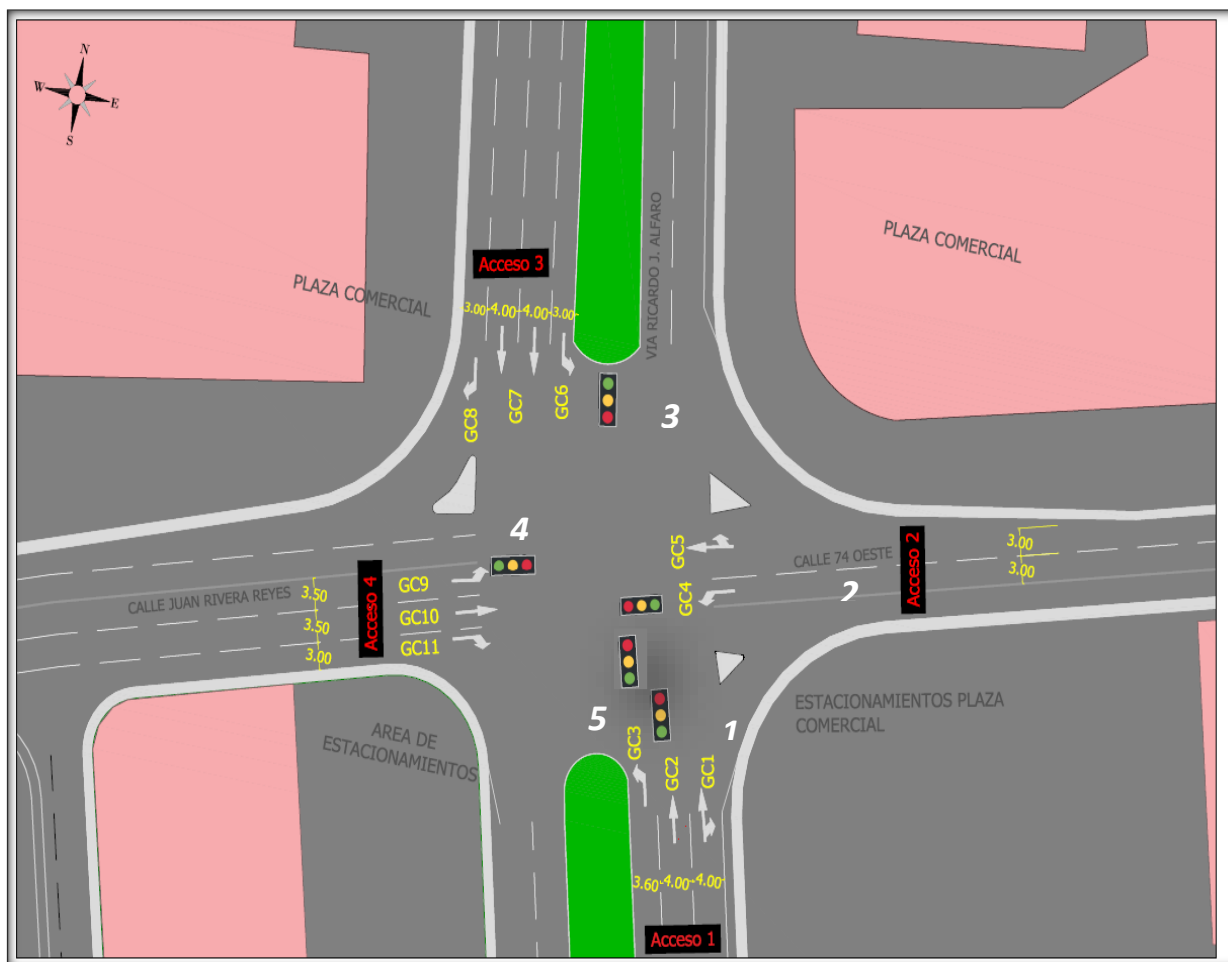 N
W
E
S
PLAZA COMERCIAL
VIA RICARDO J. ALFARO
PLAZA COMERCIAL
Acceso 3
3.00
4.00
4.00
3.00
GC8
GC7
GC6
3
4
GC5
GC4
CALLE 74 OESTE
2
Acceso 2
3.00
3.00
CALLE JUAN RIVERA REYES
3.50
3.50
3.00
Acceso 4
GC9
GC10
GC11
AREA DE
ESTACIONAMIENTOS
5
GC3
GC2
GC1
1
ESTACIONAMIENTOS PLAZA
COMERCIAL
3.60
4.00
4.00
Acceso 1